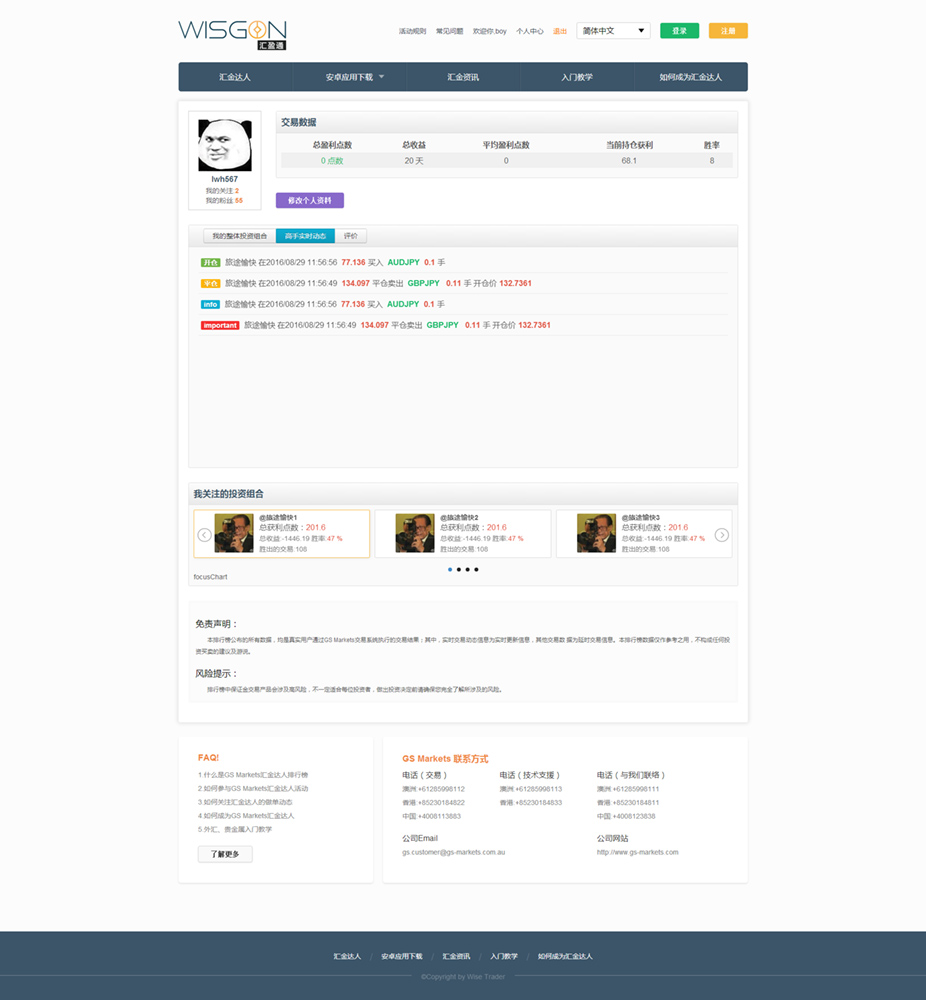 WISGON
汇盈通
活动规则 常见问题 欢迎你 boy 个人中心 退出 简体中文 登录 注册
汇金达人 安卓应用下载 汇金资讯 入门教学 如何成为汇金达人
lwh567
我的关注:2
我的粉丝:55
交易数据
总盈利点数 总收益 平均盈利点数 当前持仓获利 胜率
0 点数 20 天 0 68.1 8
修改个人资料
我的整体投资组合 高手实时动态 评价
开仓 旅途愉快 在2016/08/29 11:56:56 77.136 买入 AUDJPY 0.1 手
平仓 旅途愉快 在2016/08/29 11:56:49 134.097 平仓卖出 GBPJPY 0.11 手 开仓价 132.7361
info 旅途愉快 在2016/08/29 11:56:56 77.136 买入 AUDJPY 0.1 手
important 旅途愉快 在2016/08/29 11:56:49 134.097 平仓卖出 GBPJPY 0.11 手 开仓价 132.7361
我关注的投资组合
@旅途愉快1
总获利点数：201.6
总收益 -1446.19 胜率:47 %
胜出的交易 108
@旅途愉快2
总获利点数：201.6
总收益 -1446.19 胜率:47 %
胜出的交易 108
@旅途愉快3
总获利点数：201.6
总收益 -1446.19 胜率:47 %
胜出的交易 108
focusChart
免责声明：
本排行榜公布的所有数据，均是真实用户通过GS Markets交易系统执行的交易结果；其中，实时交易动态信息为实时更新信息，其他交易数 据为延时交易信息。本排行榜数据仅作参考之用，不构成任何投
资买卖的建议及游说。
风险提示：
排行榜中保证金交易产品会涉及高风险，不一定适合每位投资者，做出投资决定前请确保您完全了解所涉及的风险。
FAQ!
1.什么是GS Markets汇金达人排行榜
2.如何参与GS Markets汇金达人活动
3.如何关注汇金达人的做单动态
4.如何成为GS Markets汇金达人
5.外汇、贵金属入门教学
了解更多
GS Markets 联系方式
电话（交易） 电话（技术支援） 电话（与我们联络）
澳洲:+61285998112 澳洲:+61285998113 澳洲:+61285998111
香港:+85230184822 香港:+85230184833 香港:+85230184811
中国:+4008113883 中国:+4008123838
公司Email 公司网站
gs.customer@gs-markets.com.au http://www.gs-markets.com
汇金达人 / 安卓应用下载 / 汇金资讯 / 入门教学 / 如何成为汇金达人
©Copyright by Wise Trader